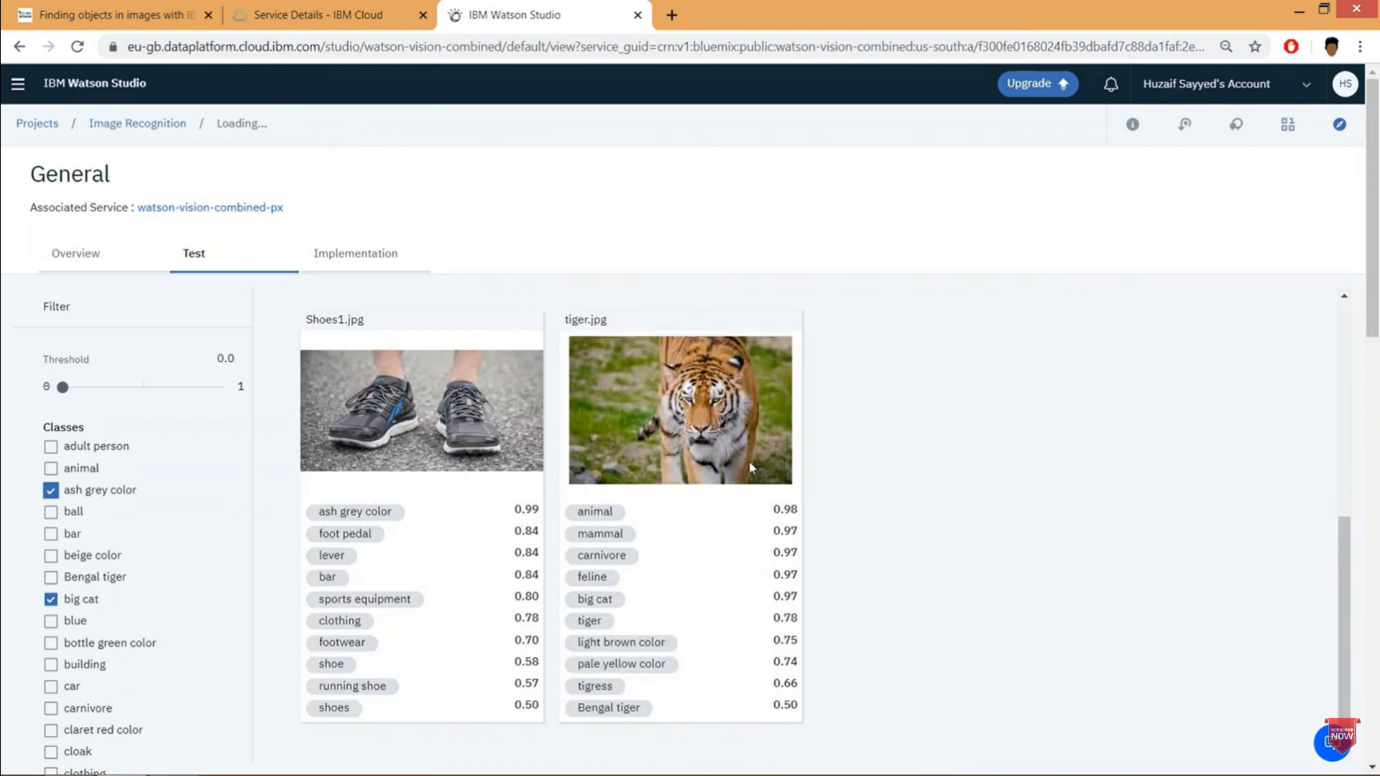 Finding objects in images with IB
Service Details - IBM Cloud
IBM Watson Studio
eu-gb.dataplatform.cloud.ibm.com/studio/watson-vision-combined/default/view?service_guid=crn:v1:bluemix:public:watson-vision-combined:us-south:a/f300fe0168024fb39dbafd7c88da1faf:2e...
IBM Watson Studio
Upgrade
Huzaif Sayyed's Account
HS
Projects / Image Recognition / Loading...
General
Associated Service : watson-vision-combined-px
Overview
Test
Implementation
Filter
Threshold 0.0
0 1
Classes
adult person
animal
ash grey color
ball
bar
beige color
Bengal tiger
big cat
blue
bottle green color
building
car
carnivore
claret red color
cloak
clothing
Shoes1.jpg
ash grey color 0.99
foot pedal 0.84
lever 0.84
bar 0.84
sports equipment 0.80
clothing 0.78
footwear 0.70
shoe 0.58
running shoe 0.57
shoes 0.50
tiger.jpg
animal 0.98
mammal 0.97
carnivore 0.97
feline 0.97
big cat 0.97
tiger 0.78
light brown color 0.75
pale yellow color 0.74
tigress 0.66
Bengal tiger 0.50
SUBSCRIBE
NOW